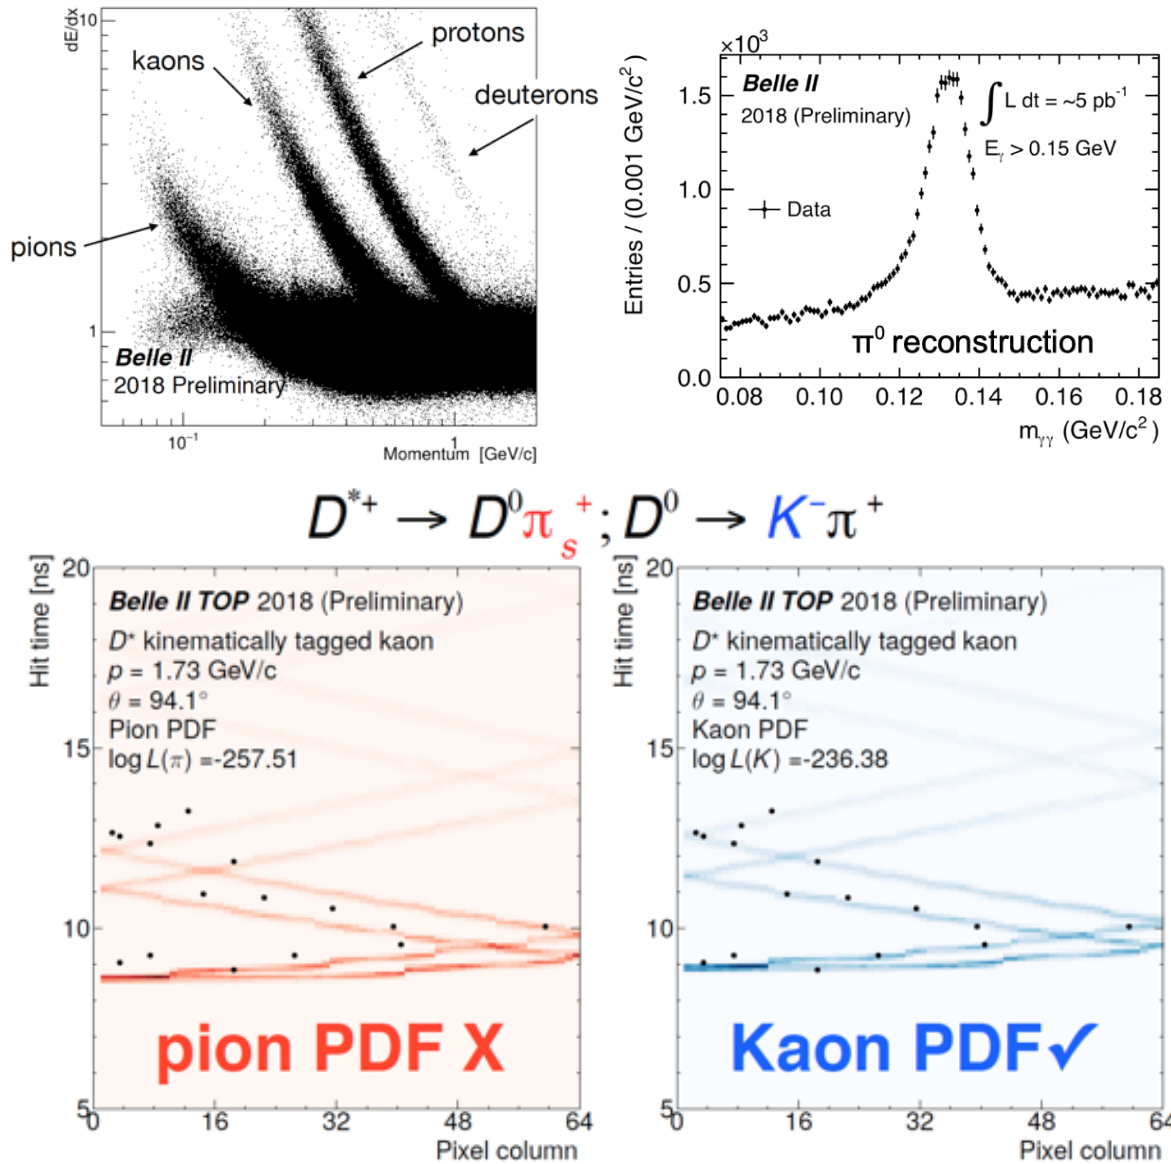 dE/dx
10
1
kaons
protons
deuterons
pions
Belle II
2018 Preliminary
10⁻¹
1
Momentum [GeV/c]
×10³
Entries / (0.001 GeV/c²)
1.5
1.0
0.5
0.0
Belle II
2018 (Preliminary)
∫ L dt = ~5 pb⁻¹
E_γ > 0.15 GeV
Data
π⁰ reconstruction
0.08 0.10 0.12 0.14 0.16 0.18
m_γγ (GeV/c²)
D*⁺ → D⁰π_s⁺; D⁰ → K⁻π⁺
Hit time [ns]
20
15
10
5
Belle II TOP 2018 (Preliminary)
D* kinematically tagged kaon
p = 1.73 GeV/c
θ = 94.1°
Pion PDF
log L(π) =-257.51
pion PDF X
0 16 32 48 64
Pixel column
Hit time [ns]
20
15
10
5
Belle II TOP 2018 (Preliminary)
D* kinematically tagged kaon
p = 1.73 GeV/c
θ = 94.1°
Kaon PDF
log L(K) =-236.38
Kaon PDF✓
0 16 32 48 64
Pixel column